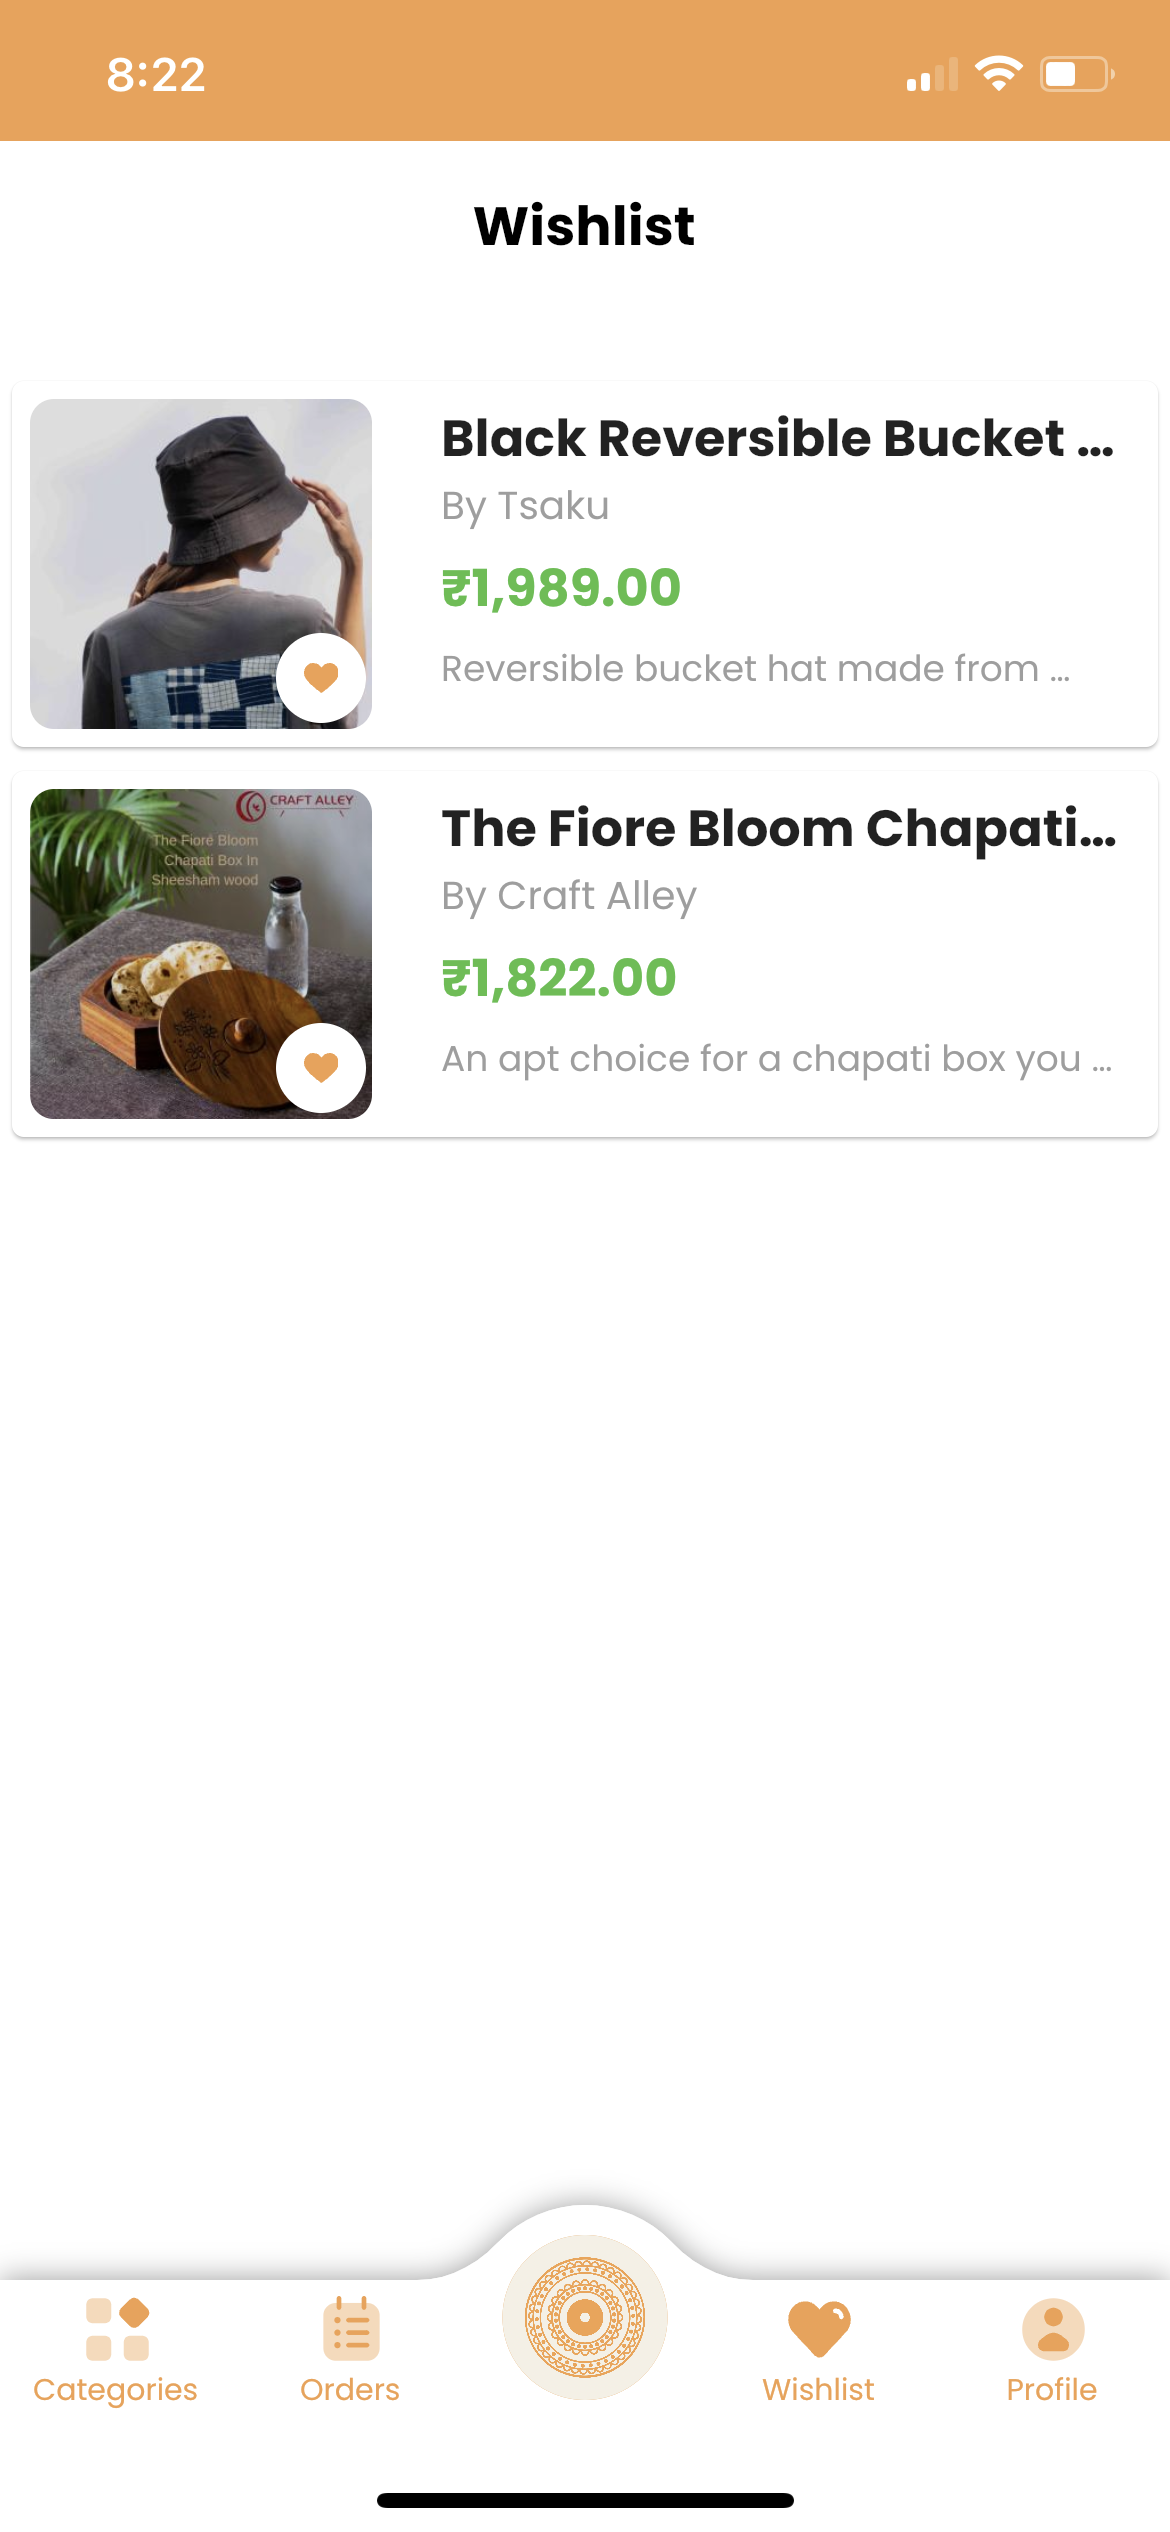 8:22
Wishlist
Black Reversible Bucket ...
By Tsaku
₹1,989.00
Reversible bucket hat made from ...
CRAFT ALLEY
The Fiore Bloom
Chapati Box In
Sheesham wood
The Fiore Bloom Chapati...
By Craft Alley
₹1,822.00
An apt choice for a chapati box you ...
Categories
Orders
Wishlist
Profile